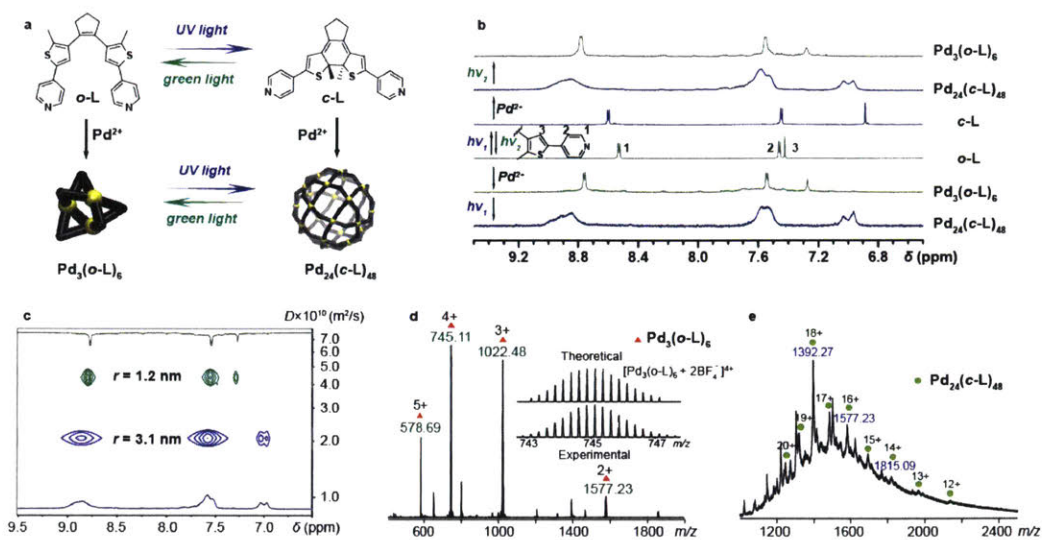 a
UV light
green light
o-L
c-L
S
S
S
S
N
N
N
N
Pd2+
Pd2+
UV light
green light
Pd3(o-L)6
Pd24(c-L)48
b
Pd3(o-L)6
hν2
Pd24(c-L)48
Pd2-
c-L
hν1
hν2
3 2 1
S
N
1
2
3
o-L
Pd2-
Pd3(o-L)6
hν1
Pd24(c-L)48
9.2 8.8 8.4 8.0 7.6 7.2 6.8 δ (ppm)
c
D×10^10 (m2/s)
7.0
6.0
5.0
4.0
3.0
2.0
1.0
r = 1.2 nm
r = 3.1 nm
9.5 9.0 8.5 8.0 7.5 7.0 δ (ppm)
d
4+
745.11
3+
1022.48
5+
578.69
2+
1577.23
Pd3(o-L)6
Theoretical
[Pd3(o-L)6 + 2BF4-]4+
743 745 747 m/z
Experimental
600 1000 1400 1800 m/z
e
18+
1392.27
Pd24(c-L)48
17+
16+
1577.23
19+
20+
15+
14+
1815.09
13+
12+
1200 1600 2000 2400 m/z